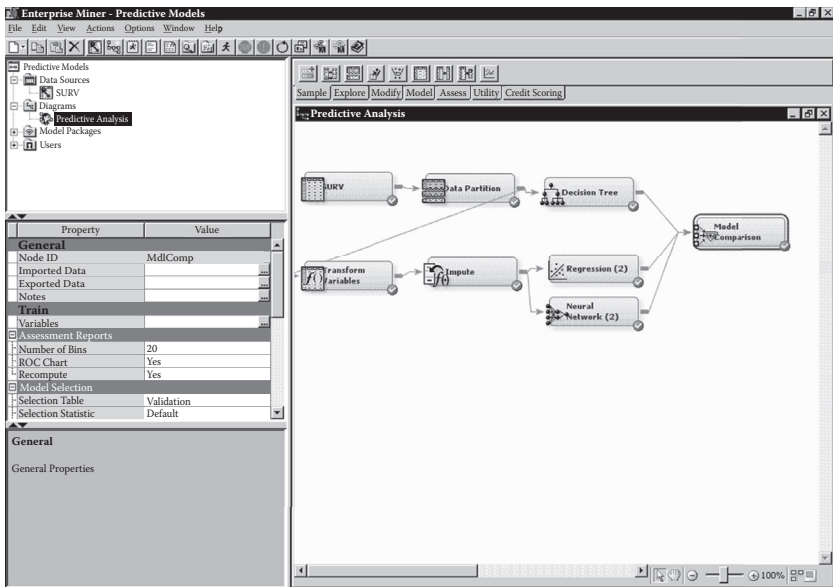 Enterprise Miner - Predictive Models
File Edit View Actions Options Window Help
Predictive Models
Data Sources
SURV
Diagrams
Predictive Analysis
Model Packages
Users
Property Value
General
Node ID MdlComp
Imported Data ...
Exported Data ...
Notes ...
Train
Variables ...
Assessment Reports
Number of Bins 20
ROC Chart Yes
Recompute Yes
Model Selection
Selection Table Validation
Selection Statistic Default
General
General Properties
Sample Explore Modify Model Assess Utility Credit Scoring
Predictive Analysis
SURV
Data Partition
Decision Tree
Model
Comparison
Transform
Variables
Impute
Regression (2)
Neural
Network (2)
100%